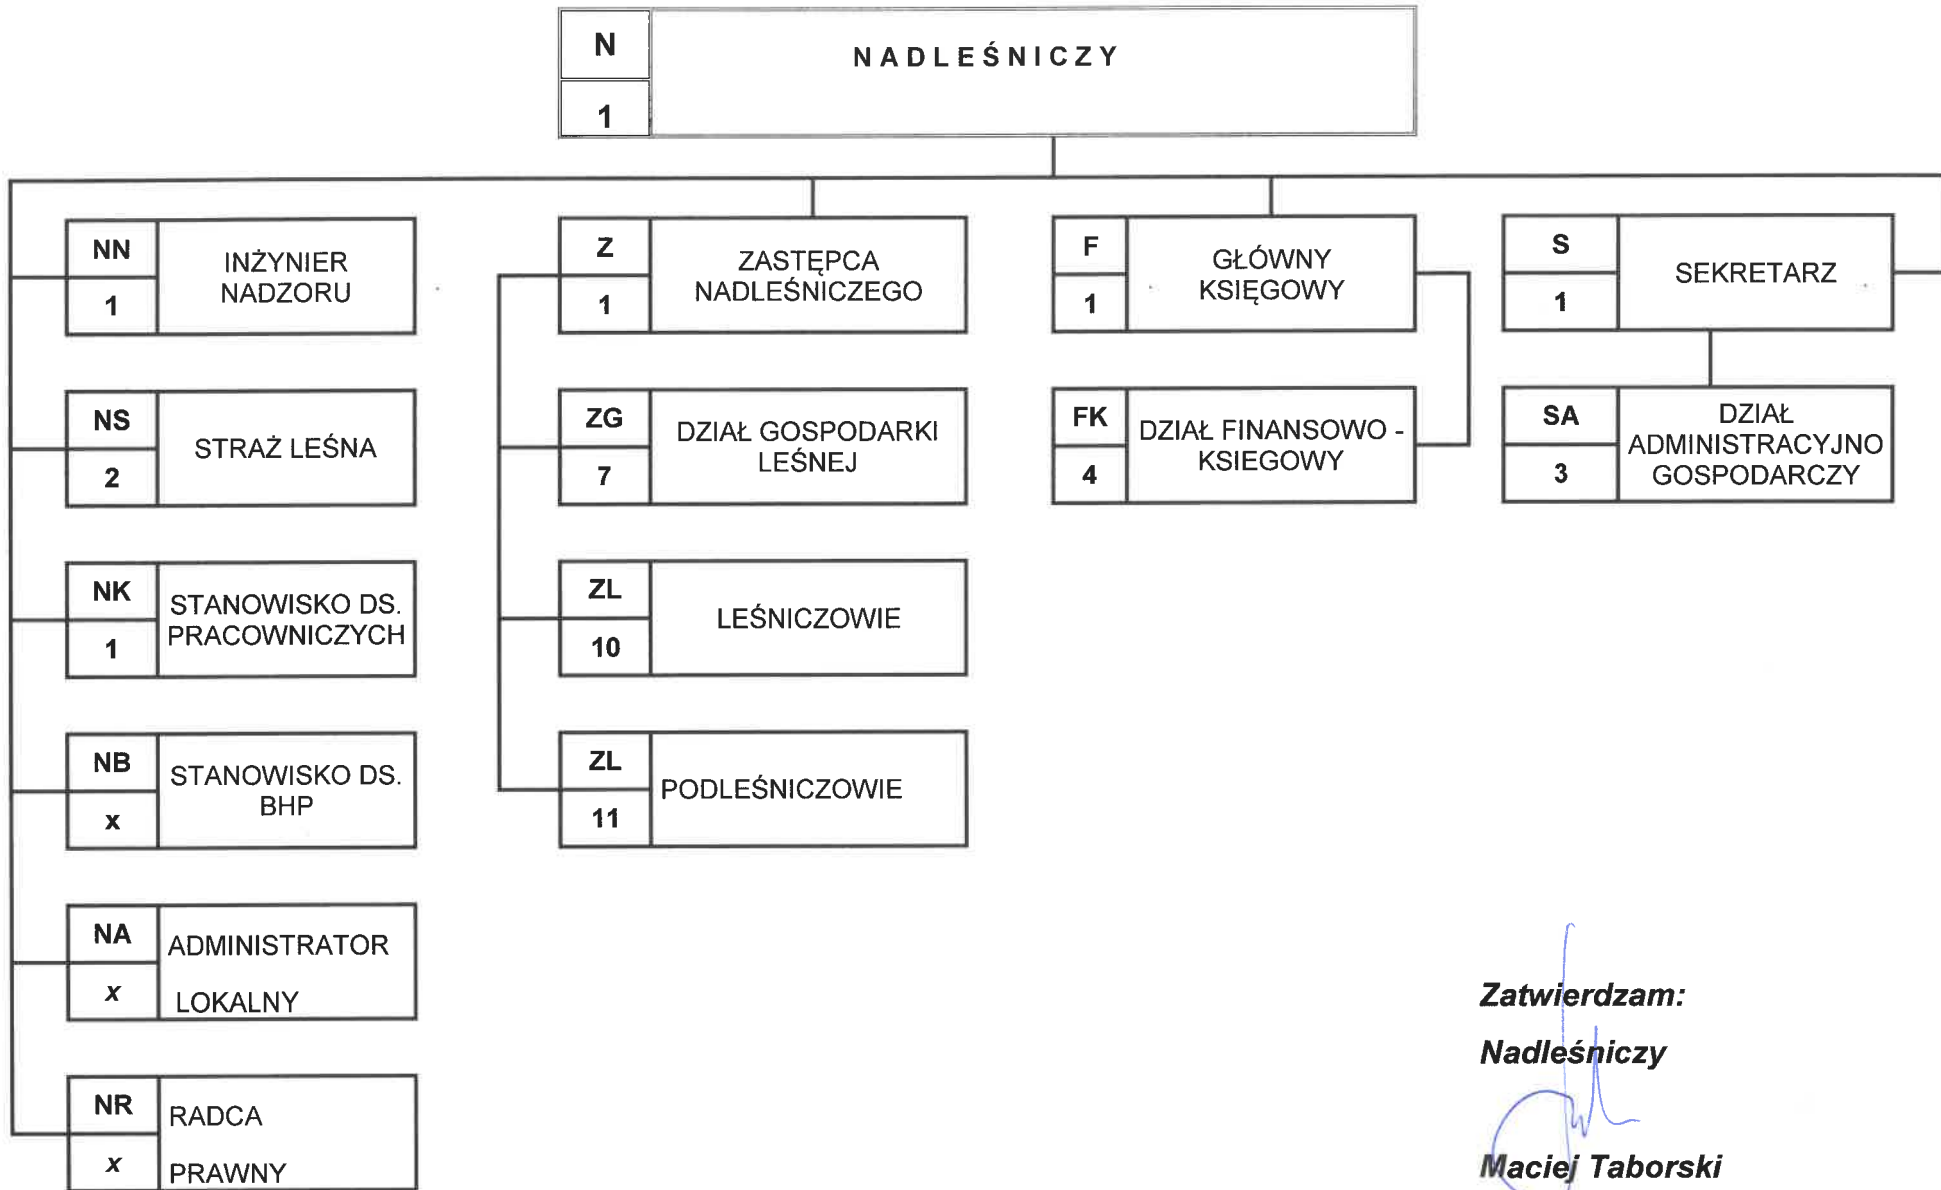 N
NADLEŚNICZY
1
NN
INŻYNIER
NADZORU
1
Z
ZASTĘPCA
NADLEŚNICZEGO
1
F
GŁÓWNY
KSIĘGOWY
1
S
SEKRETARZ
1
NS
STRAŻ LEŚNA
2
ZG
DZIAŁ GOSPODARKI
LEŚNEJ
7
FK
DZIAŁ FINANSOWO -
KSIEGOWY
4
SA
DZIAŁ
ADMINISTRACYJNO
GOSPODARCZY
3
NK
STANOWISKO DS.
PRACOWNICZYCH
1
ZL
LEŚNICZOWIE
10
NB
STANOWISKO DS.
BHP
x
ZL
PODLEŚNICZOWIE
11
NA
ADMINISTRATOR
LOKALNY
x
NR
RADCA
PRAWNY
x
Zatwierdzam:
Nadleśniczy
Maciej Taborski